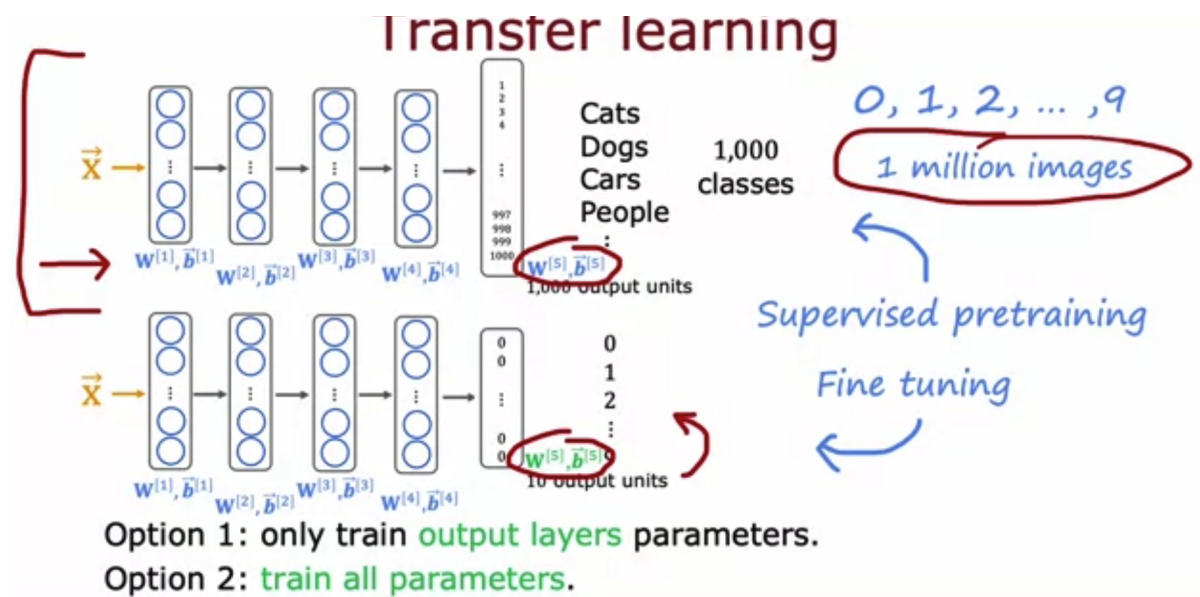 Transfer learning
0, 1, 2, ... , 9
1 million images
1
2
3
4
⋮
997
998
999
1000
Cats
Dogs
Cars
People
⋮
1,000
classes
x⃗
W[1], b⃗[1]
W[2], b⃗[2]
W[3], b⃗[3]
W[4], b⃗[4]
W[5], b⃗[5]
1,000 output units
Supervised pretraining
Fine tuning
x⃗
0
0
⋮
0
0
0
1
2
⋮
9
W[1], b⃗[1]
W[2], b⃗[2]
W[3], b⃗[3]
W[4], b⃗[4]
W[5], b⃗[5]
10 output units
Option 1: only train output layers parameters.
Option 2: train all parameters.